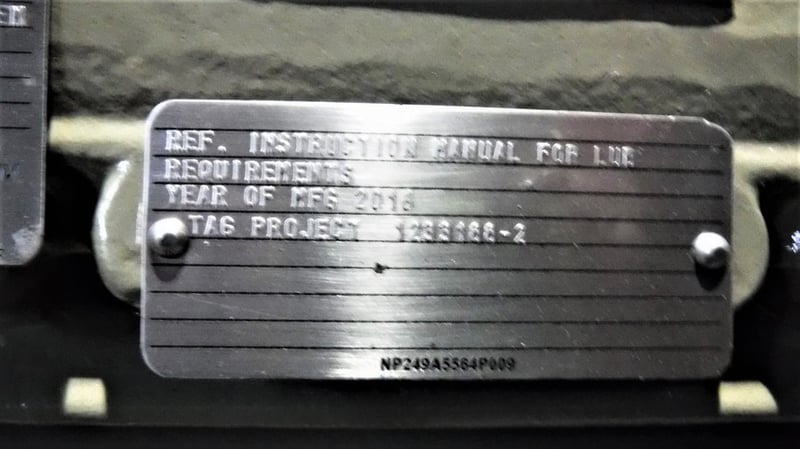 REF. INSTRUCTION MANUAL FOR LUB
REQUIREMENTS
YEAR OF MFG 2016
TAG PROJECT
NP249A5564P009